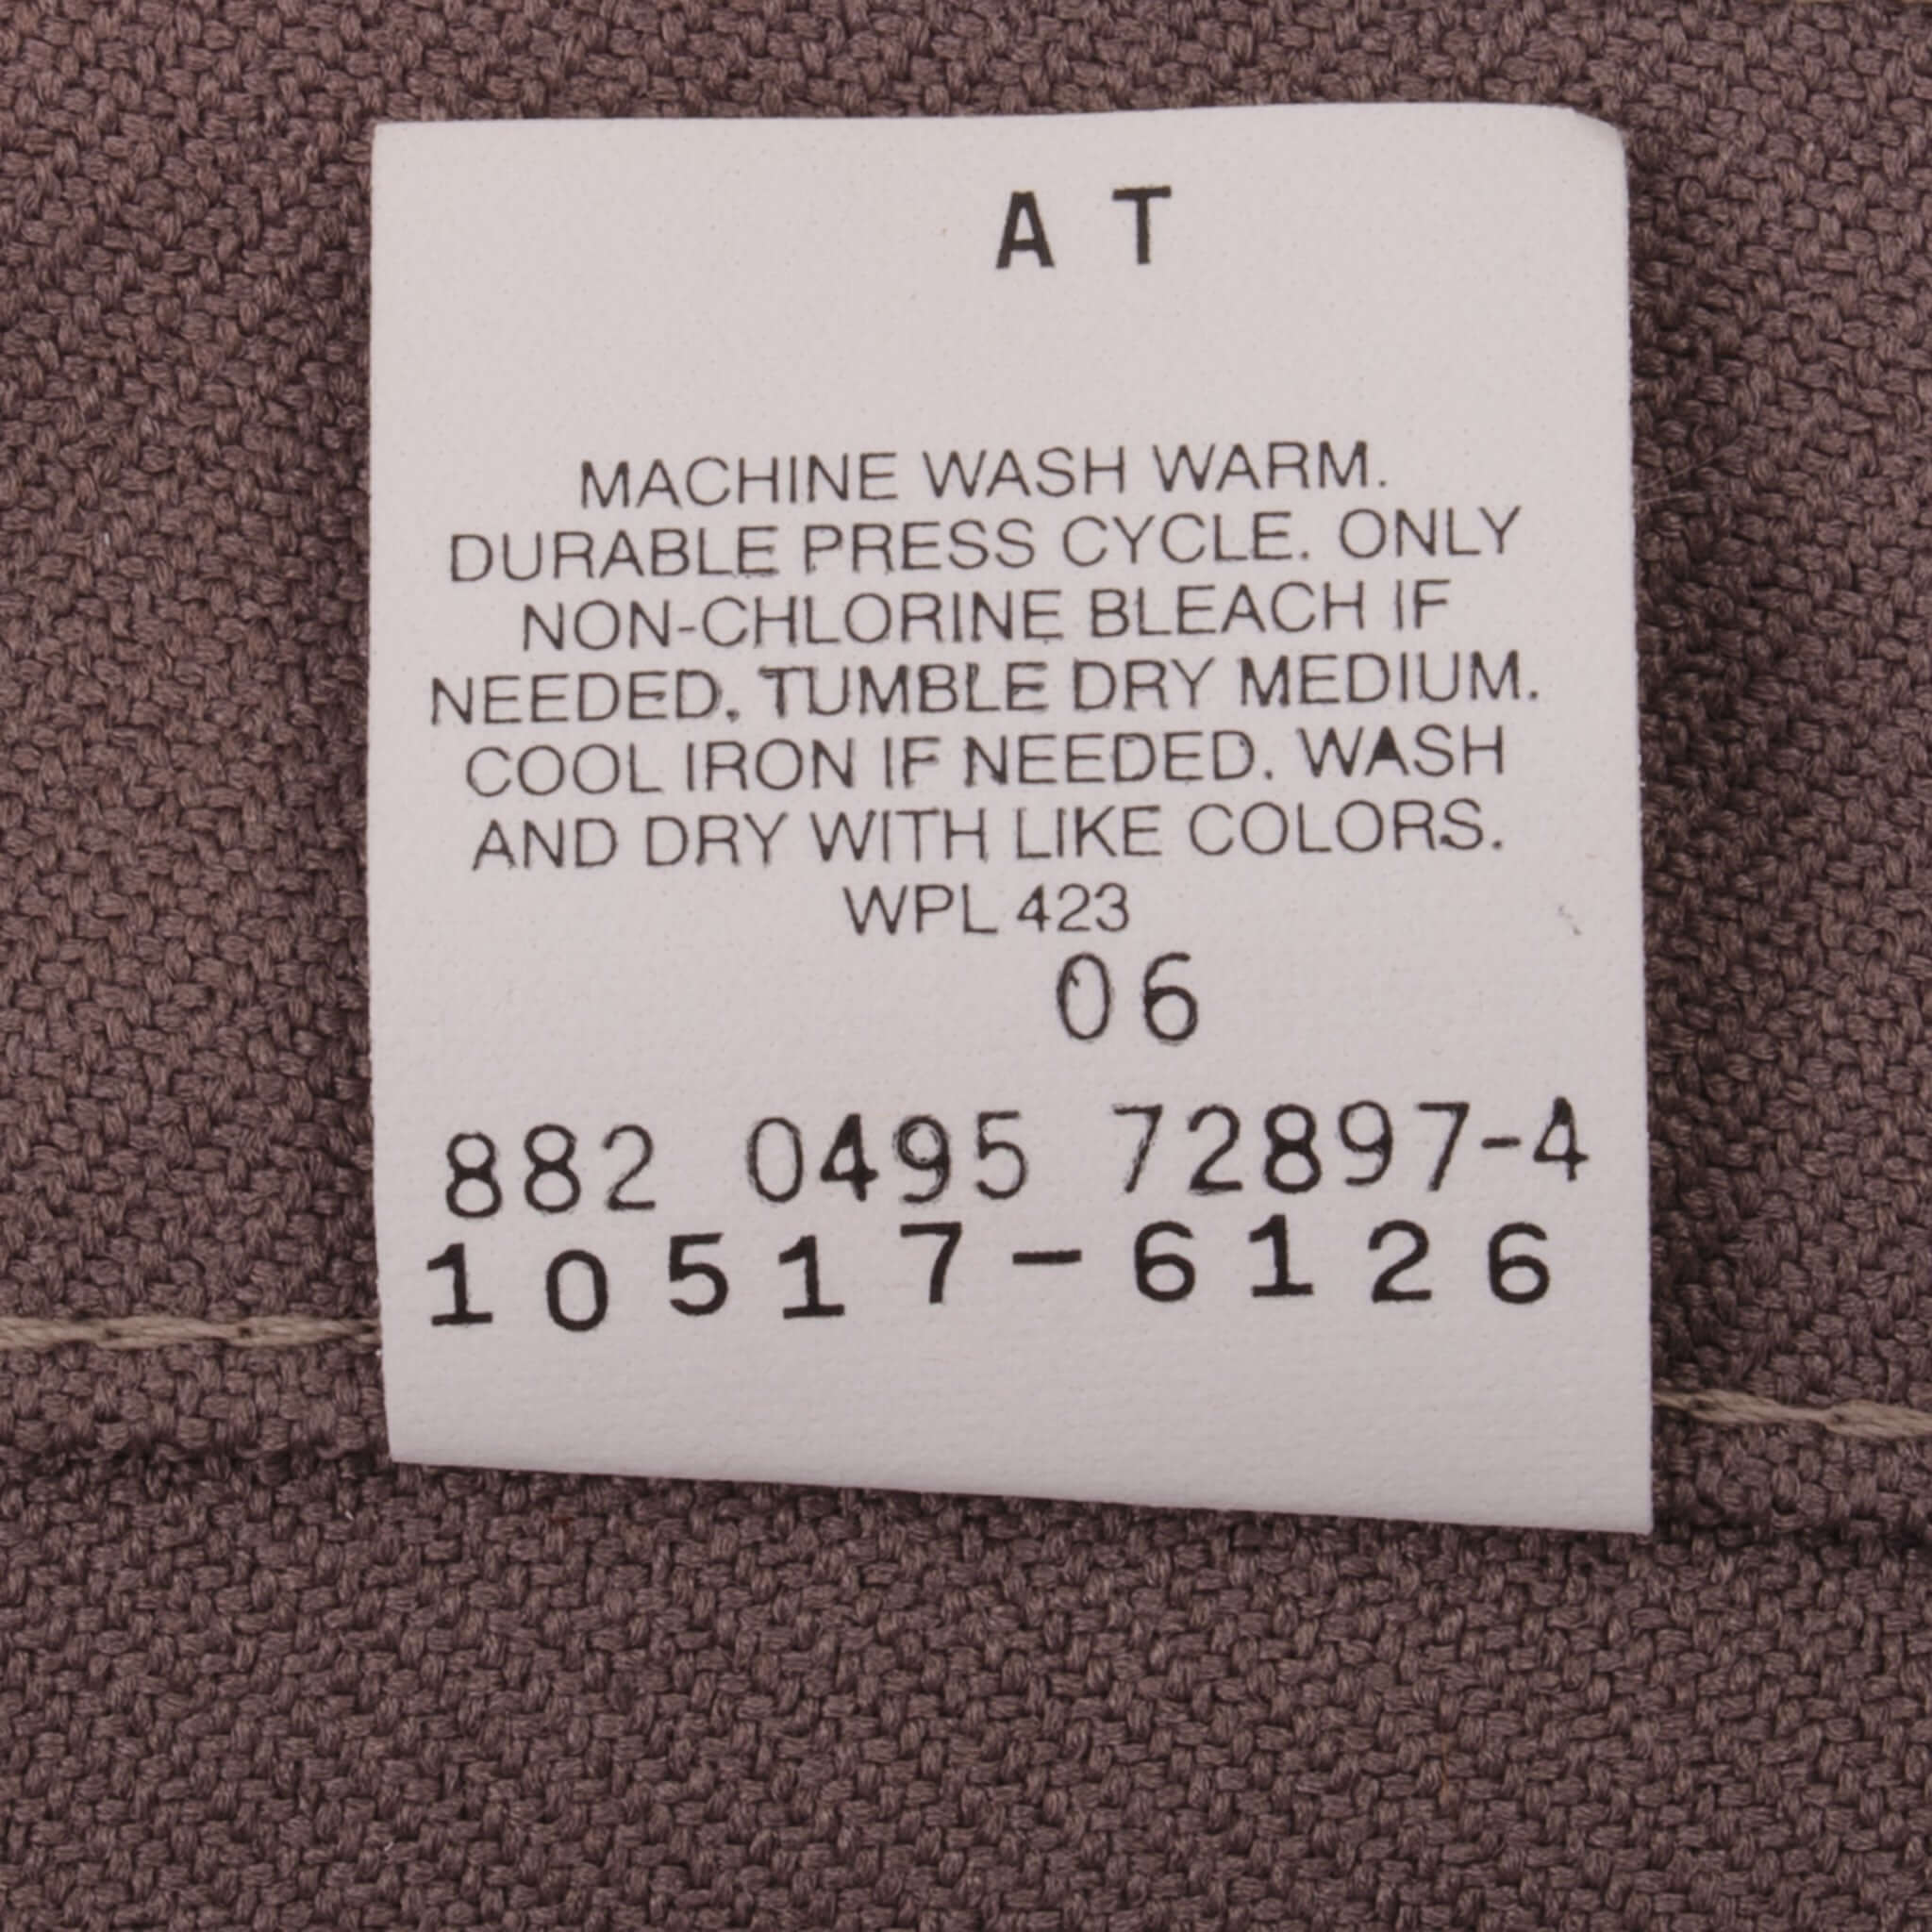 A T
MACHINE WASH WARM.
DURABLE PRESS CYCLE. ONLY
NON-CHLORINE BLEACH IF
NEEDED. TUMBLE DRY MEDIUM.
COOL IRON IF NEEDED. WASH
AND DRY WITH LIKE COLORS.
WPL 423
06
882 0495 72897-4
10517-6126